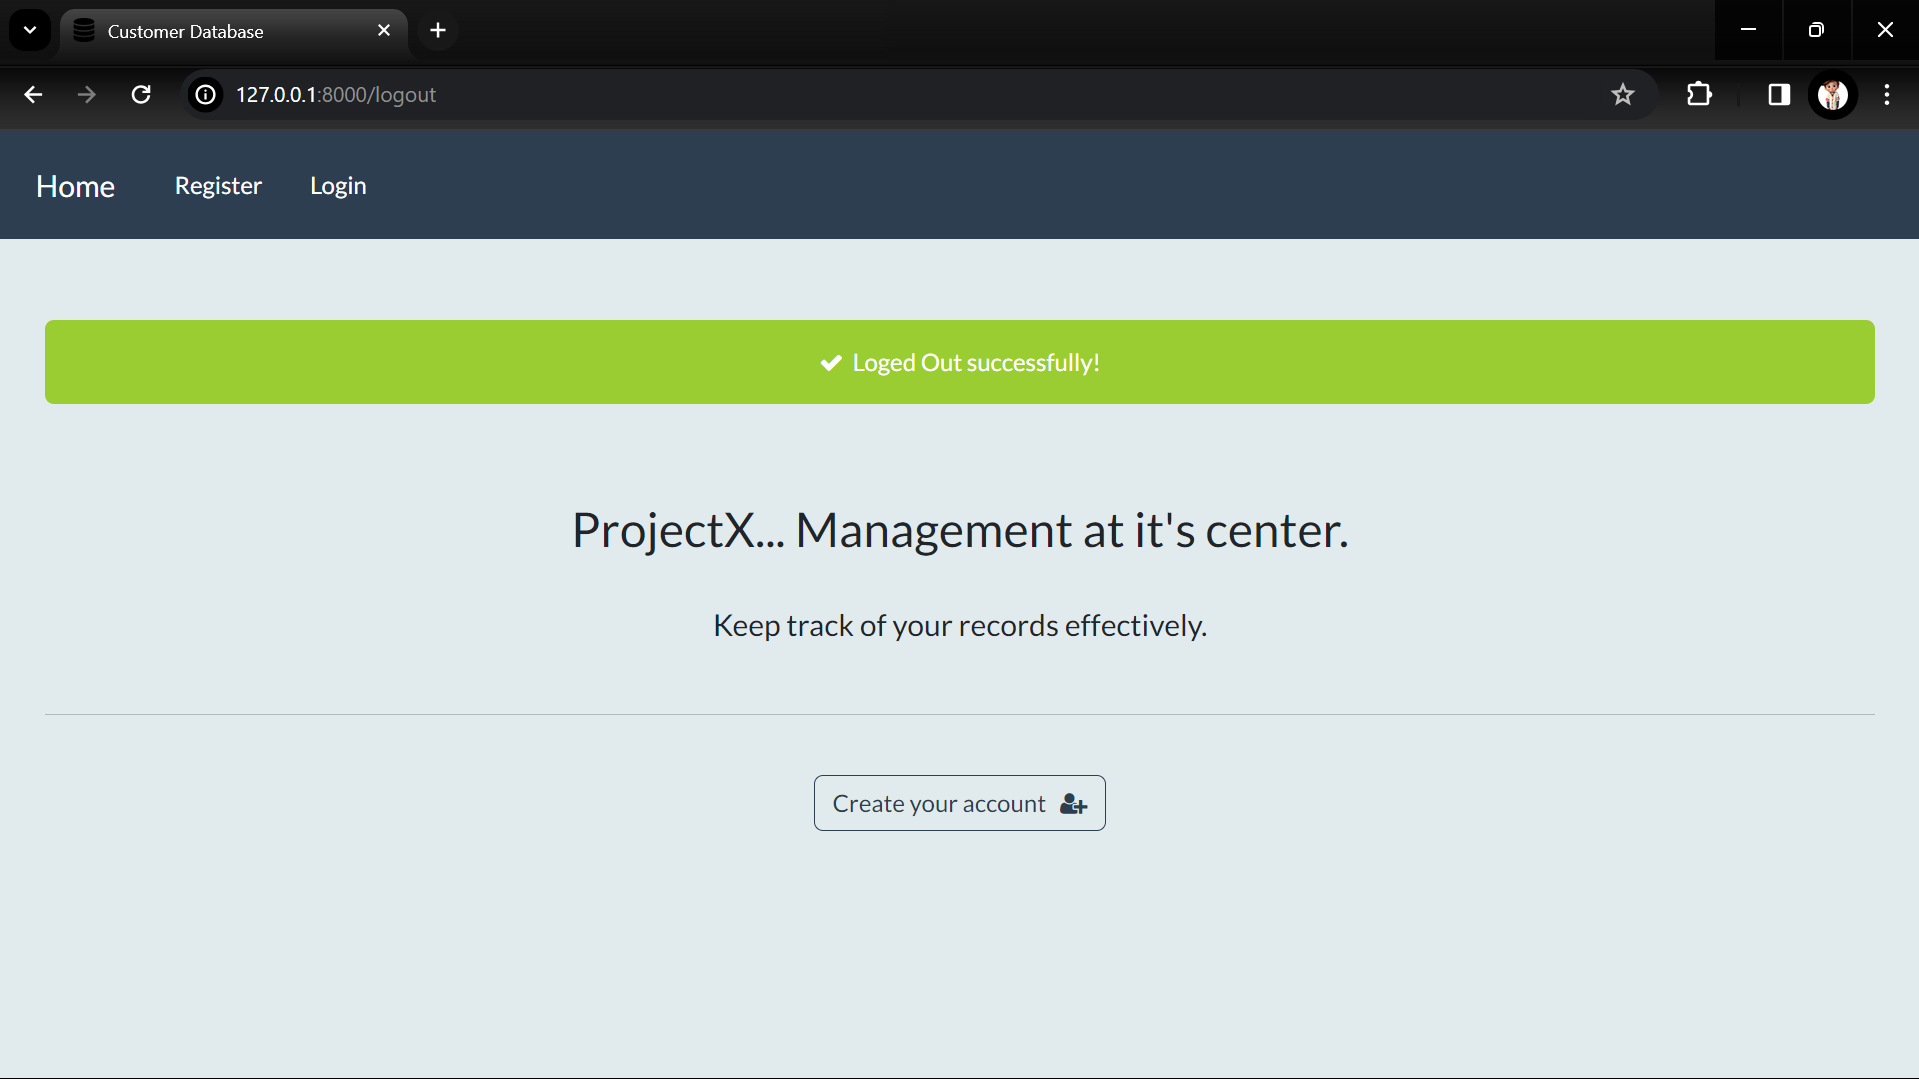 Customer Database
127.0.0.1:8000/logout
Home Register Login
Loged Out successfully!
ProjectX... Management at it's center.
Keep track of your records effectively.
Create your account